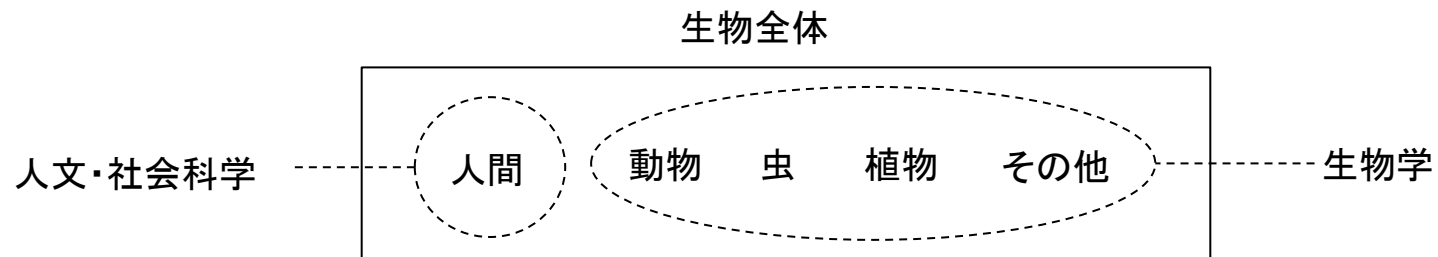 生物全体
人文・社会科学
人間
動物 虫 植物 その他
生物学